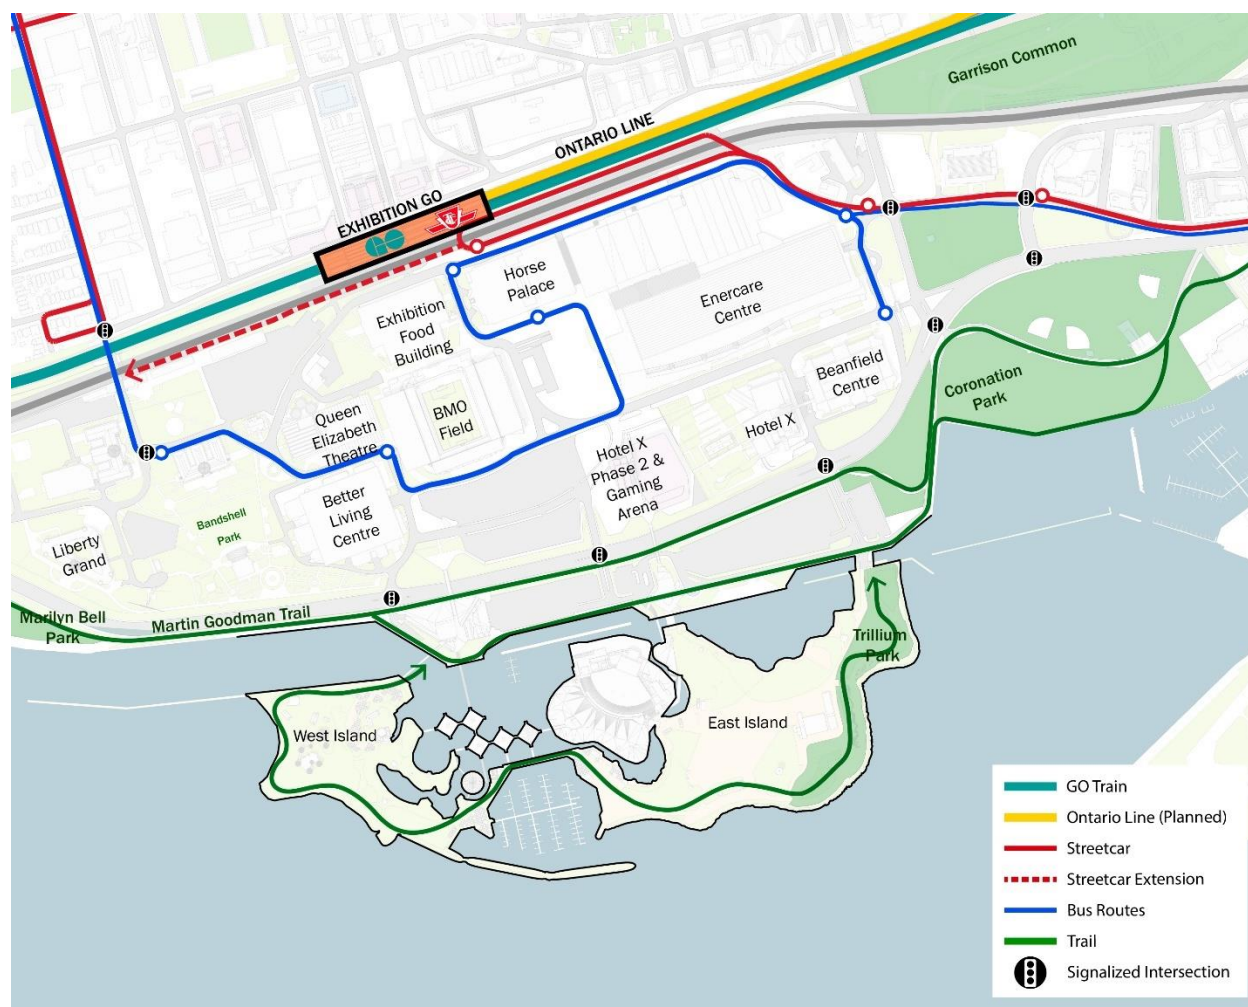 Garrison Common
ONTARIO LINE
EXHIBITION GO
TTC
GO
Horse
Palace
Exhibition
Food
Building
Enercare
Centre
Beanfield
Centre
Coronation
Park
Queen
Elizabeth
Theatre
BMO
Field
Hotel X
Hotel X
Phase 2 &
Gaming
Arena
Better
Living
Centre
Bandshell
Park
Liberty
Grand
Marilyn Bell
Park
Martin Goodman Trail
Trillium
Park
West Island
East Island
GO Train
Ontario Line (Planned)
Streetcar
Streetcar Extension
Bus Routes
Trail
Signalized Intersection